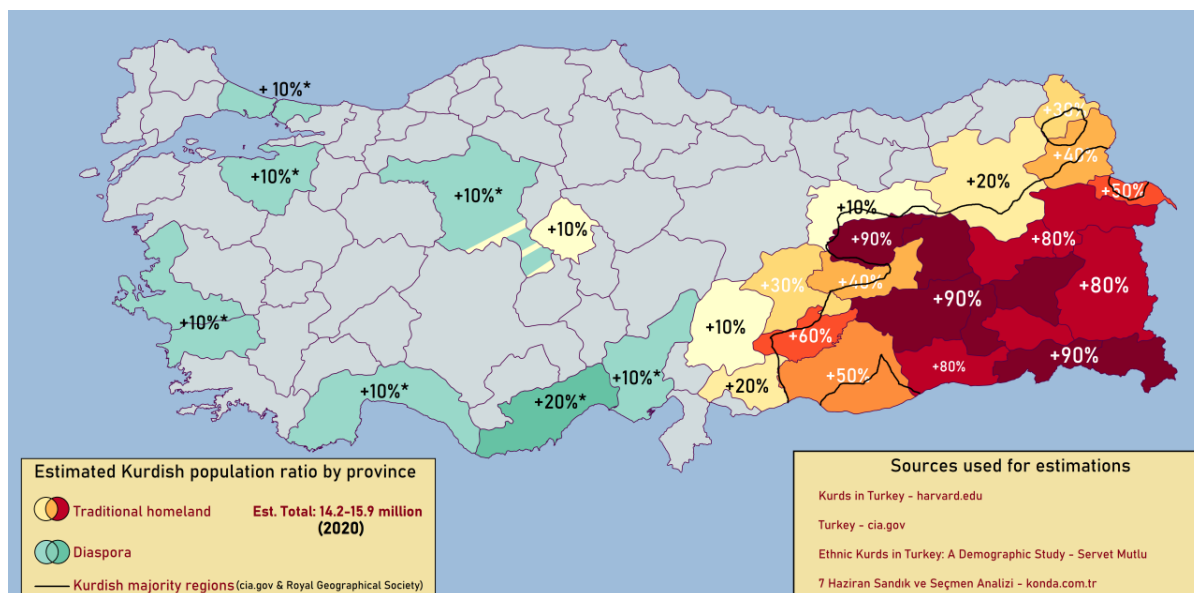 + 10%*
+30%
+40%
+10%*
+10%*
+20%
+50%
+10%
+10%
+90%
+80%
+30%
+40%
+80%
+90%
+10%*
+10%
+60%
+90%
+10%*
+20%*
+10%*
+20%
+50%
+80%
Estimated Kurdish population ratio by province
Traditional homeland
Est. Total: 14.2-15.9 million
(2020)
Diaspora
Kurdish majority regions (cia.gov & Royal Geographical Society)
Sources used for estimations
Kurds in Turkey - harvard.edu
Turkey - cia.gov
Ethnic Kurds in Turkey: A Demographic Study - Servet Mutlu
7 Haziran Sandık ve Seçmen Analizi - konda.com.tr